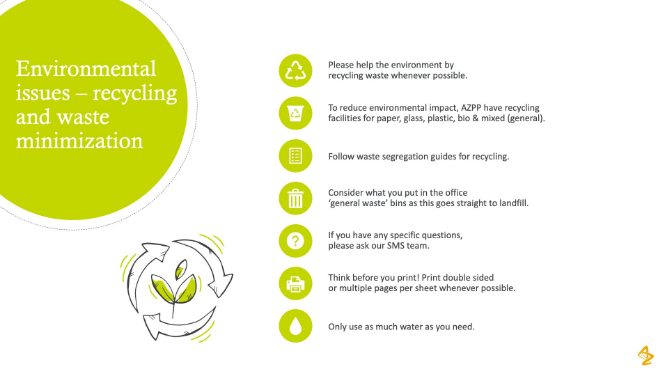 Environmental
issues – recycling
and waste
minimization
Please help the environment by
recycling waste whenever possible.
To reduce environmental impact, AZPP have recycling
facilities for paper, glass, plastic, bio & mixed (general).
Follow waste segregation guides for recycling.
Consider what you put in the office
‘general waste’ bins as this goes straight to landfill.
If you have any specific questions,
please ask our SMS team.
Think before you print! Print double sided
or multiple pages per sheet whenever possible.
Only use as much water as you need.